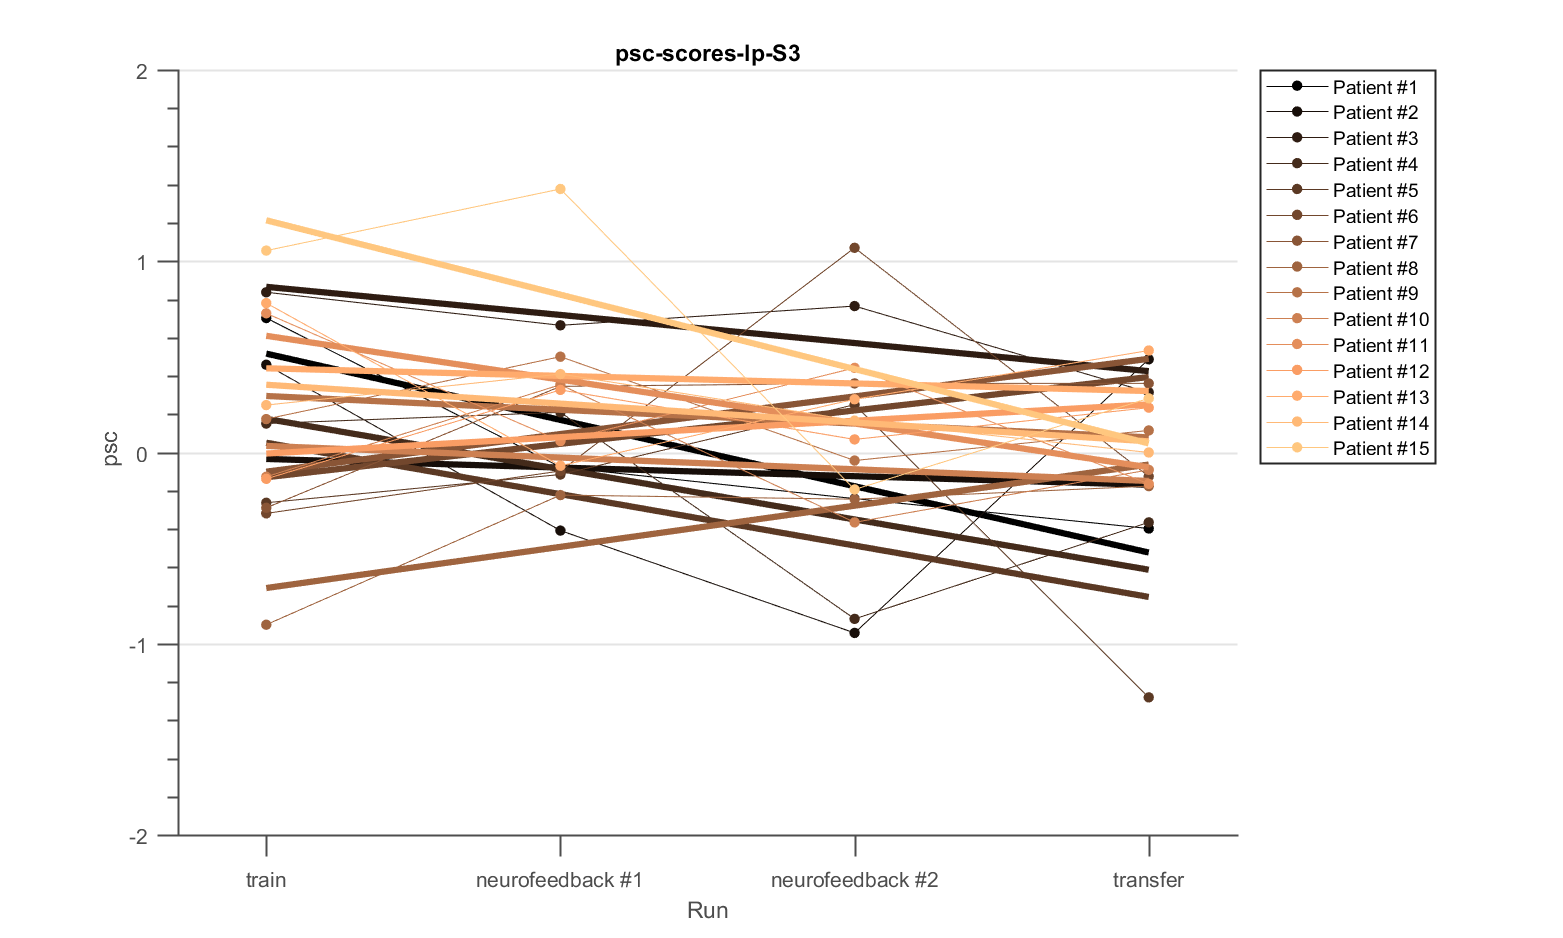 psc-scores-lp-S3
2
1
0
-1
-2
psc
train
neurofeedback #1
neurofeedback #2
transfer
Run
Patient #1
Patient #2
Patient #3
Patient #4
Patient #5
Patient #6
Patient #7
Patient #8
Patient #9
Patient #10
Patient #11
Patient #12
Patient #13
Patient #14
Patient #15